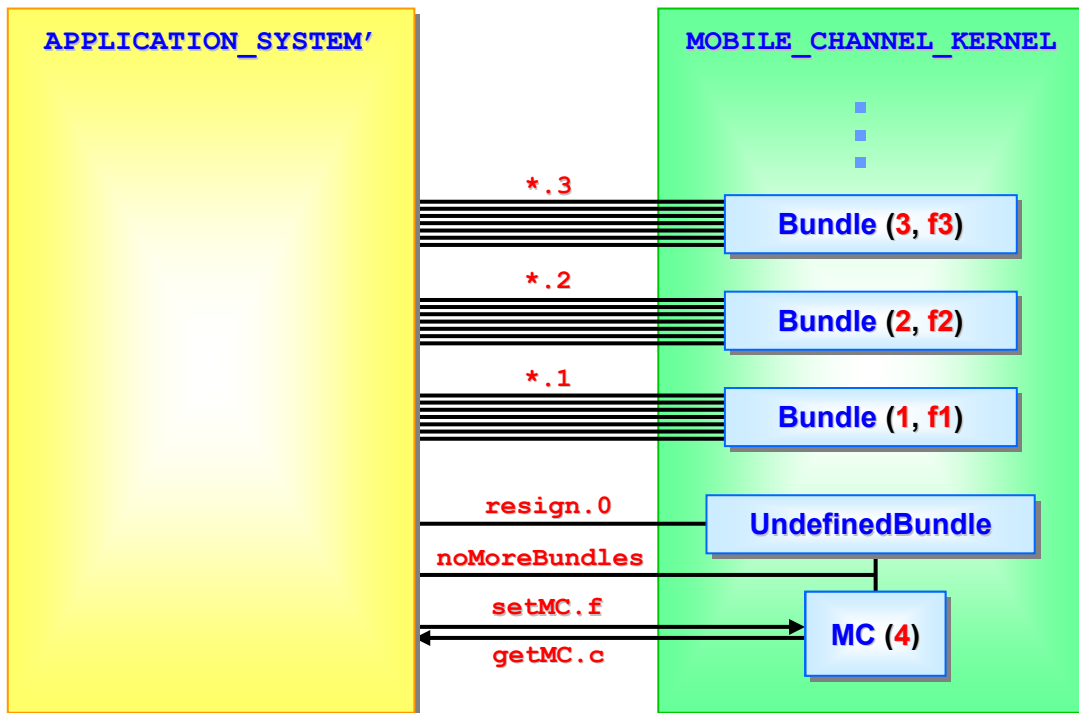 APPLICATION_SYSTEM’
MOBILE_CHANNEL_KERNEL
*.3
Bundle (3, f3)
*.2
Bundle (2, f2)
*.1
Bundle (1, f1)
resign.0
UndefinedBundle
noMoreBundles
setMC.f
MC (4)
getMC.c